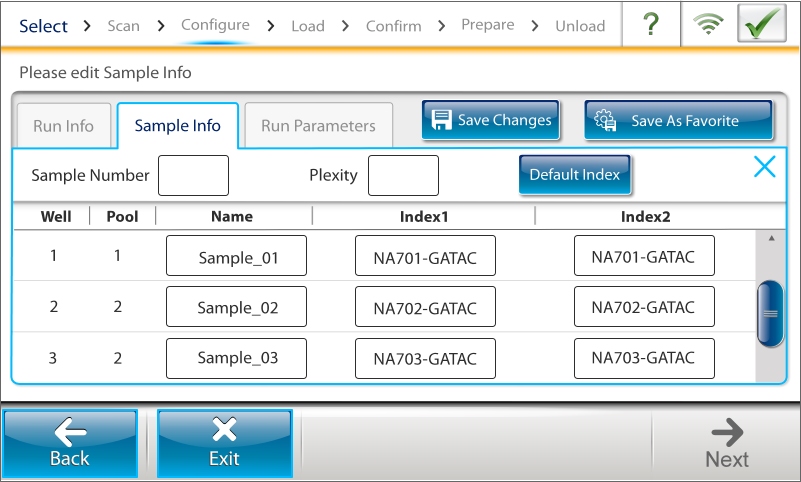 Select > Scan > Configure > Load > Confirm > Prepare > Unload ?
Please edit Sample Info
Run Info Sample Info Run Parameters Save Changes Save As Favorite
Sample Number Plexity Default Index
Well Pool Name Index1 Index2
1 1 Sample_01 NA701-GATAC NA701-GATAC
2 2 Sample_02 NA702-GATAC NA702-GATAC
3 2 Sample_03 NA703-GATAC NA703-GATAC
Back Exit Next